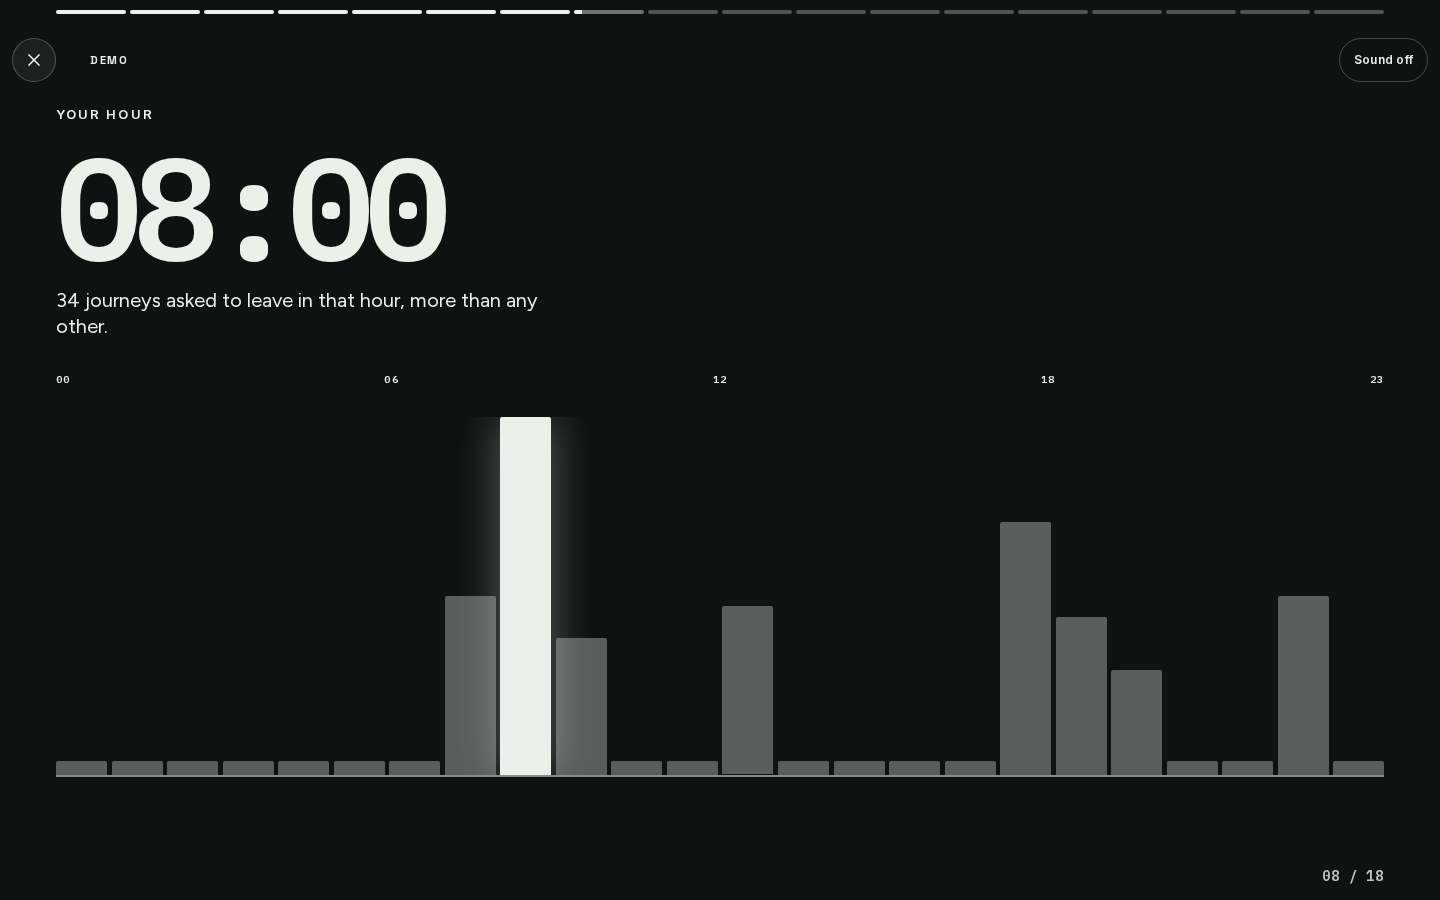 DEMO
Sound off
YOUR HOUR
08:00
34 journeys asked to leave in that hour, more than any
other.
00 06 12 18 23
08 / 18